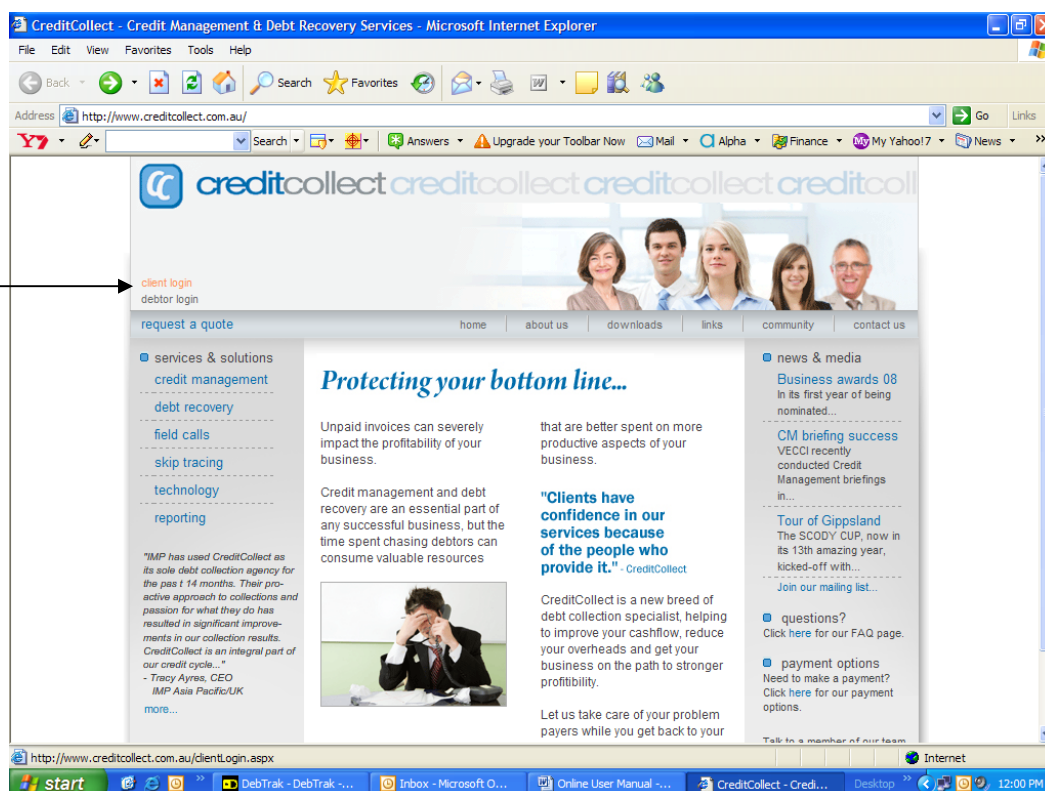 CreditCollect - Credit Management & Debt Recovery Services - Microsoft Internet Explorer
File Edit View Favorites Tools Help
Back Search Favorites
Address http://www.creditcollect.com.au/ Go Links
Y7 Search Answers Upgrade your Toolbar Now Mail Alpha Finance My Yahoo!7 News
creditcollect creditcollect creditcollect creditcoll
client login
debtor login
request a quote home about us downloads links community contact us
services & solutions
credit management
debt recovery
field calls
skip tracing
technology
reporting
"IMP has used CreditCollect as
its sole debt collection agency for
the pas t 14 months. Their pro-
active approach to collections and
passion for what they do has
resulted in significant improve-
ments in our collection results.
CreditCollect is an integral part of
our credit cycle..."
- Tracy Ayres, CEO
IMP Asia Pacific/UK
more...
Protecting your bottom line...
Unpaid invoices can severely
impact the profitability of your
business.
Credit management and debt
recovery are an essential part of
any successful business, but the
time spent chasing debtors can
consume valuable resources
that are better spent on more
productive aspects of your
business.
"Clients have
confidence in our
services because
of the people who
provide it." - CreditCollect
CreditCollect is a new breed of
debt collection specialist, helping
to improve your cashflow, reduce
your overheads and get your
business on the path to stronger
profitibility.
Let us take care of your problem
payers while you get back to your
news & media
Business awards 08
In its first year of being
nominated...
CM briefing success
VECCI recently
conducted Credit
Management briefings
in...
Tour of Gippsland
The SCODY CUP, now in
its 13th amazing year,
kicked-off with...
Join our mailing list...
questions?
Click here for our FAQ page.
payment options
Need to make a payment?
Click here for our payment
options.
Talk to a member of our team
http://www.creditcollect.com.au/clientLogin.aspx Internet
start DebTrak - DebTrak -... Inbox - Microsoft O... Online User Manual -... CreditCollect - Credi... Desktop 12:00 PM